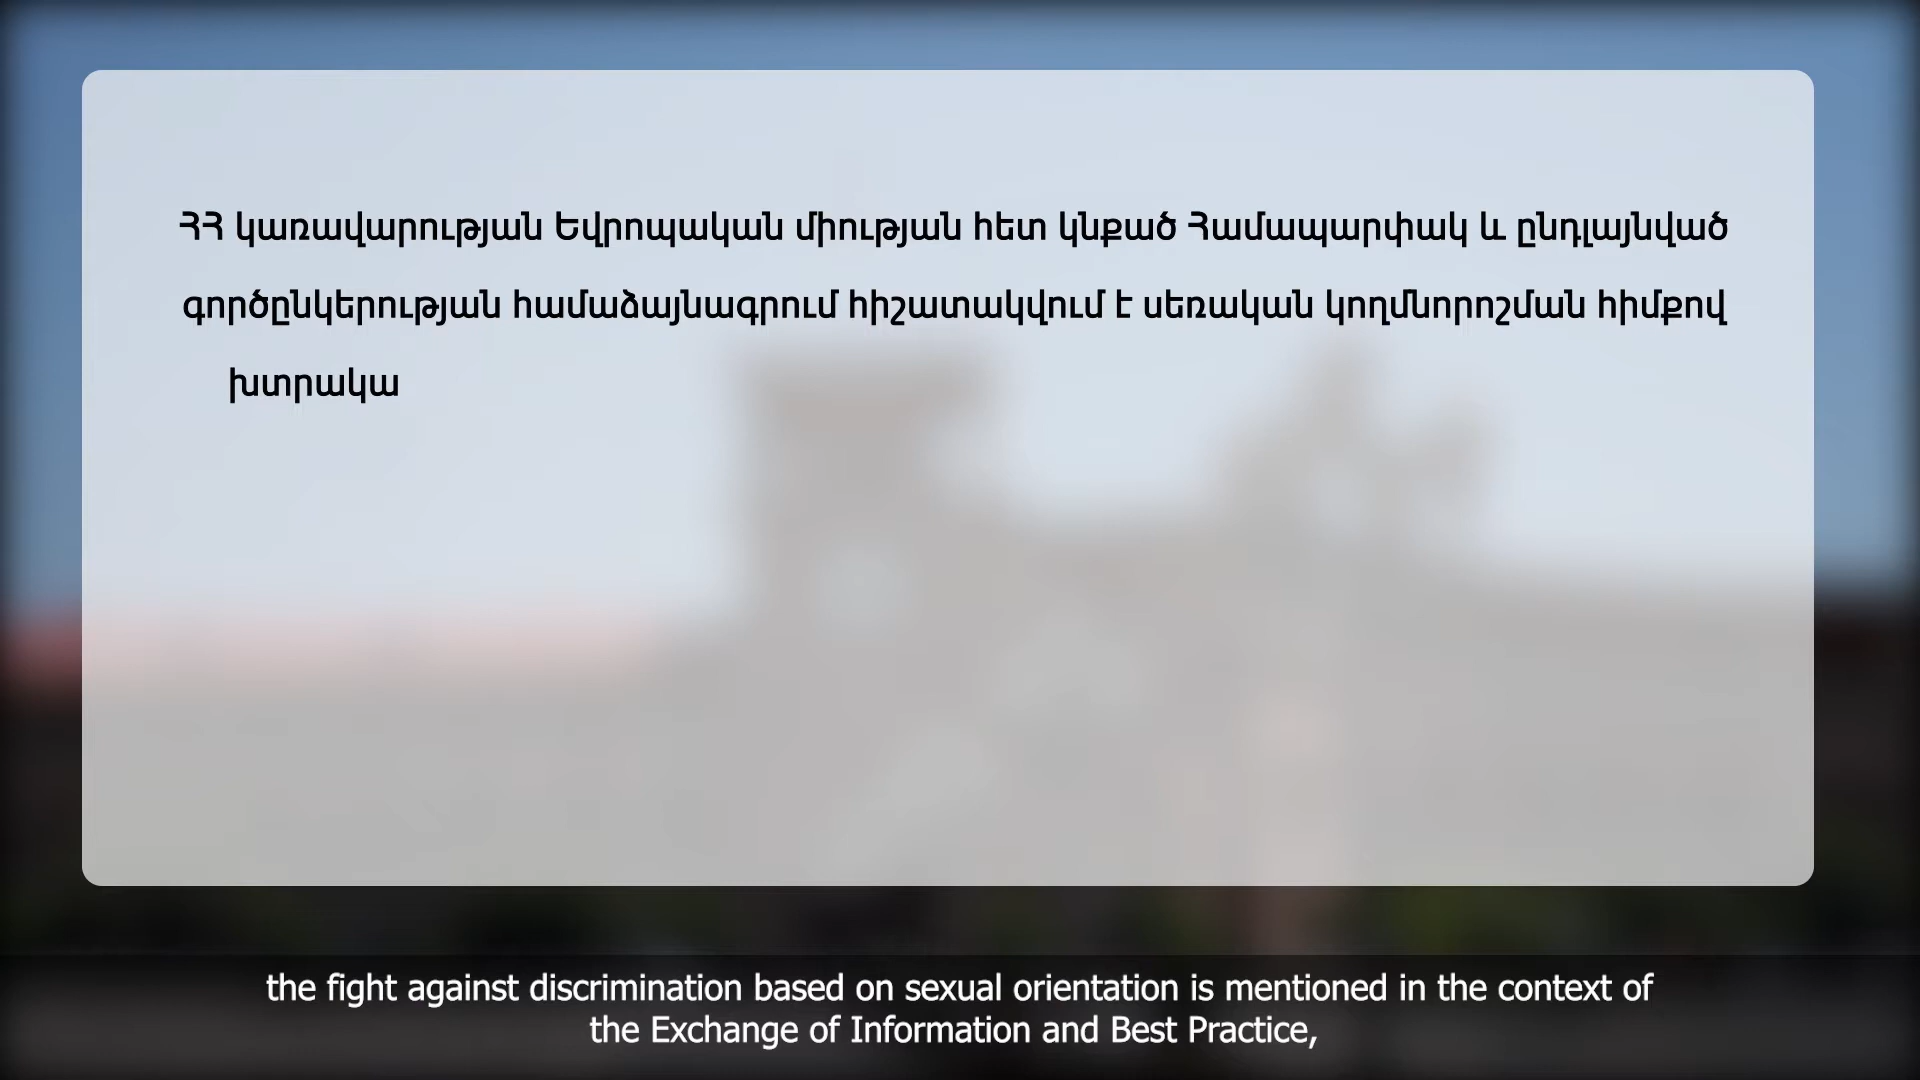 ՀՀ կառավարության Եվրոպական միության հետ կնքած Համապարփակ և ընդլայնված
գործընկերության համաձայնագրում հիշատակվում է սեռական կողմնորոշման հիմքով
խտրակա
the fight against discrimination based on sexual orientation is mentioned in the context of
the Exchange of Information and Best Practice,